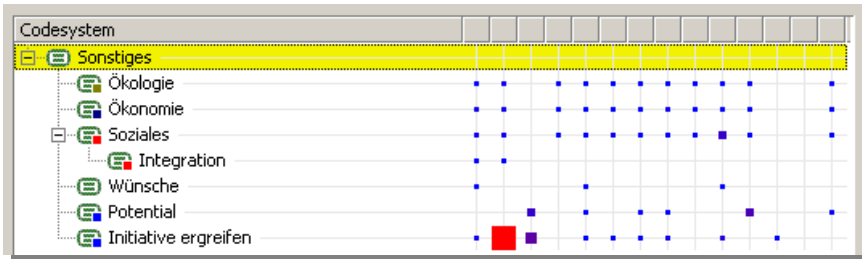 Codesystem
Sonstiges
Ökologie
Ökonomie
Soziales
Integration
Wünsche
Potential
Initiative ergreifen